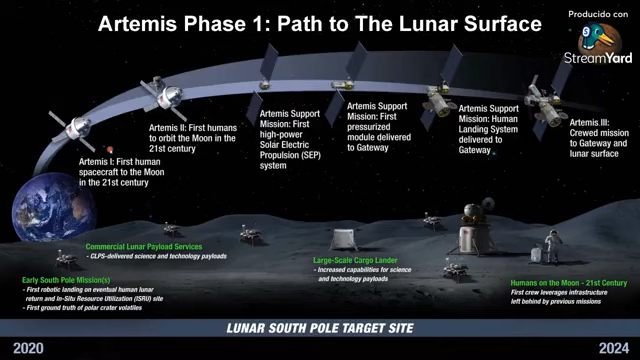 Artemis Phase 1: Path to The Lunar Surface
Producido con
StreamYard
Artemis I: First human
spacecraft to the Moon
in the 21st century
Artemis II: First humans
to orbit the Moon in the
21st century
Artemis Support
Mission: First
high-power
Solar Electric
Propulsion (SEP)
system
Artemis Support
Mission: First
pressurized
module delivered
to Gateway
Artemis Support
Mission: Human
Landing System
delivered to
Gateway
Artemis III:
Crewed mission
to Gateway and
lunar surface
Commercial Lunar Payload Services
- CLPS-delivered science and technology payloads
Early South Pole Mission(s)
- First robotic landing on eventual human lunar
return and In-Situ Resource Utilization (ISRU) site
- First ground truth of polar crater volatiles
Large-Scale Cargo Lander
- Increased capabilities for science
and technology payloads
Humans on the Moon - 21st Century
First crew leverages infrastructure
left behind by previous missions
LUNAR SOUTH POLE TARGET SITE
2020
2024